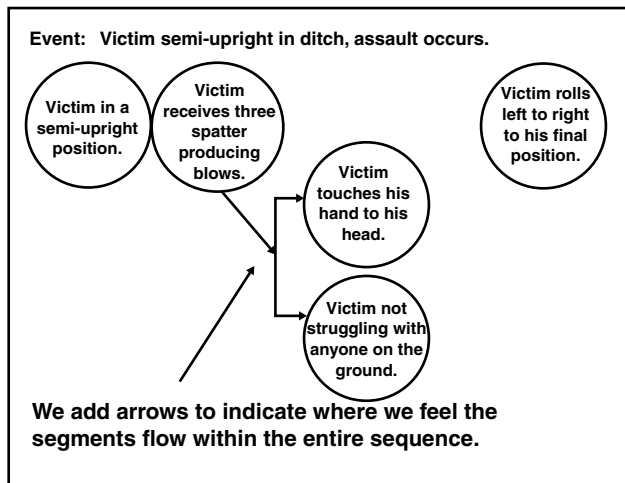 Event: Victim semi-upright in ditch, assault occurs.
Victim in a
semi-upright
position.
Victim
receives three
spatter
producing
blows.
Victim rolls
left to right
to his final
position.
Victim
touches his
hand to his
head.
Victim not
struggling with
anyone on the
ground.
We add arrows to indicate where we feel the
segments flow within the entire sequence.